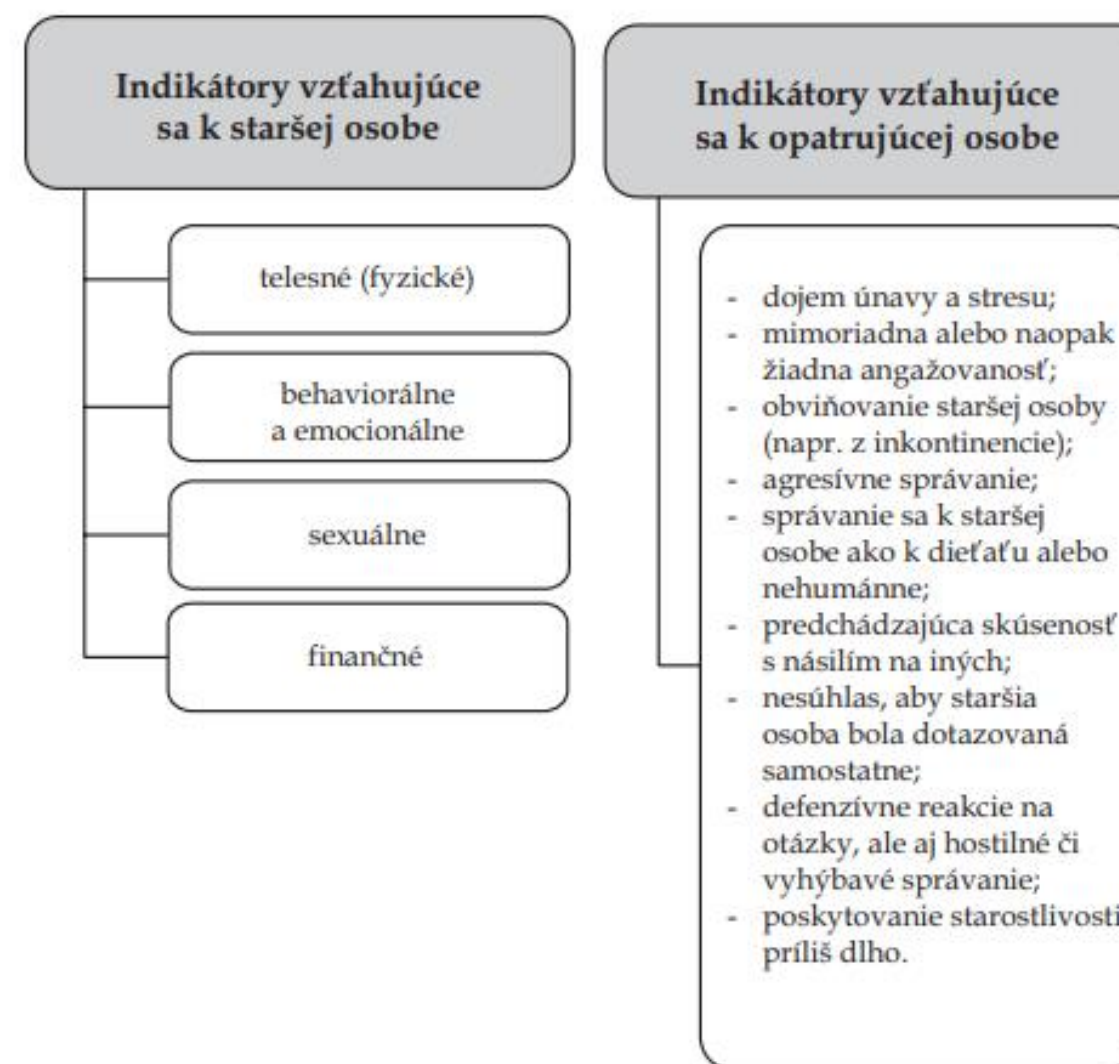 Indikátory vzťahujúce
sa k staršej osobe
telesné (fyzické)
behaviorálne
a emocionálne
sexuálne
finančné
Indikátory vzťahujúce
sa k opatrujúcej osobe
- dojem únavy a stresu;
- mimoriadna alebo naopak
žiadna angažovanosť;
- obviňovanie staršej osoby
(napr. z inkontinencie);
- agresívne správanie;
- správanie sa k staršej
osobe ako k dieťaťu alebo
nehumánne;
- predchádzajúca skúsenosť
s násilím na iných;
- nesúhlas, aby staršia
osoba bola dotazovaná
samostatne;
- defenzívne reakcie na
otázky, ale aj hostilné či
vyhýbavé správanie;
- poskytovanie starostlivosti
príliš dlho.